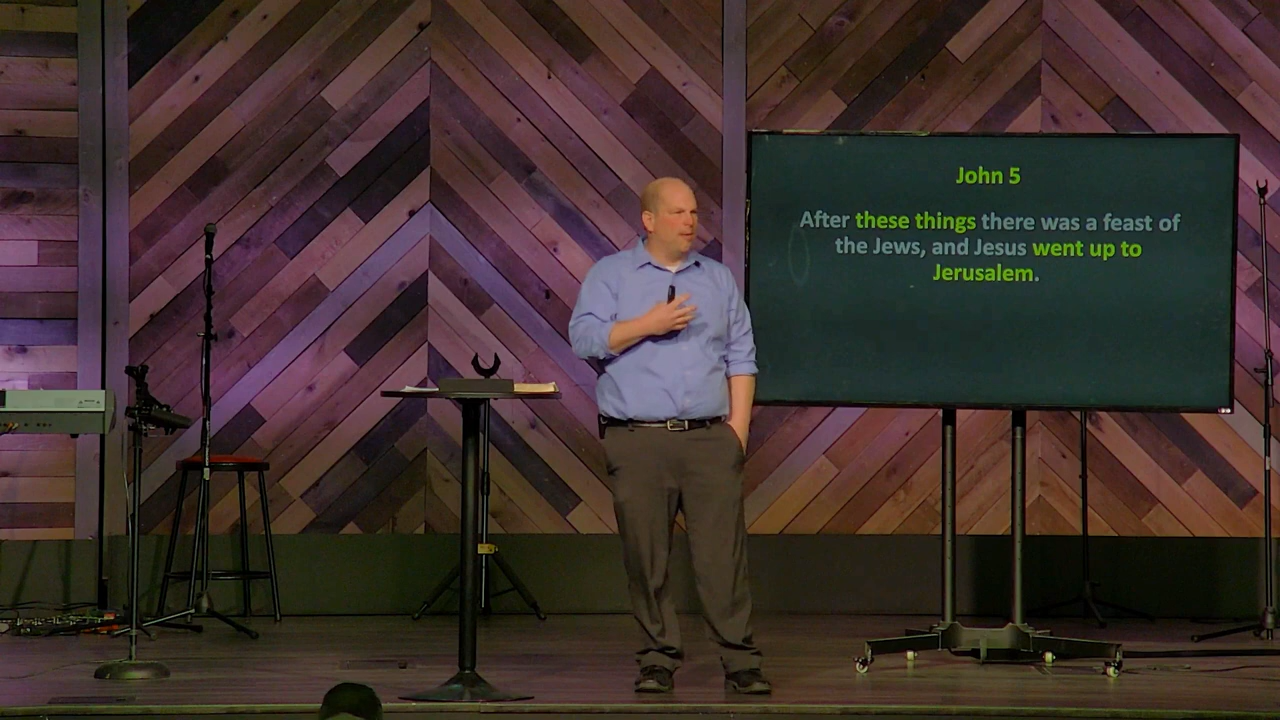 John 5
After these things there was a feast of
the Jews, and Jesus went up to
Jerusalem.